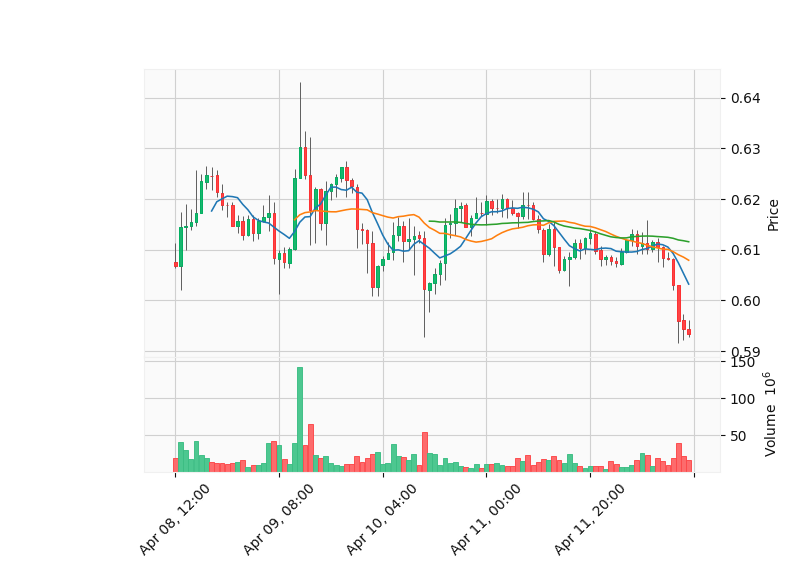 0.64
0.63
0.62
0.61
0.60
0.59
Price
150
100
50
Volume 10^6
Apr 08, 12:00
Apr 09, 08:00
Apr 10, 04:00
Apr 11, 00:00
Apr 11, 20:00